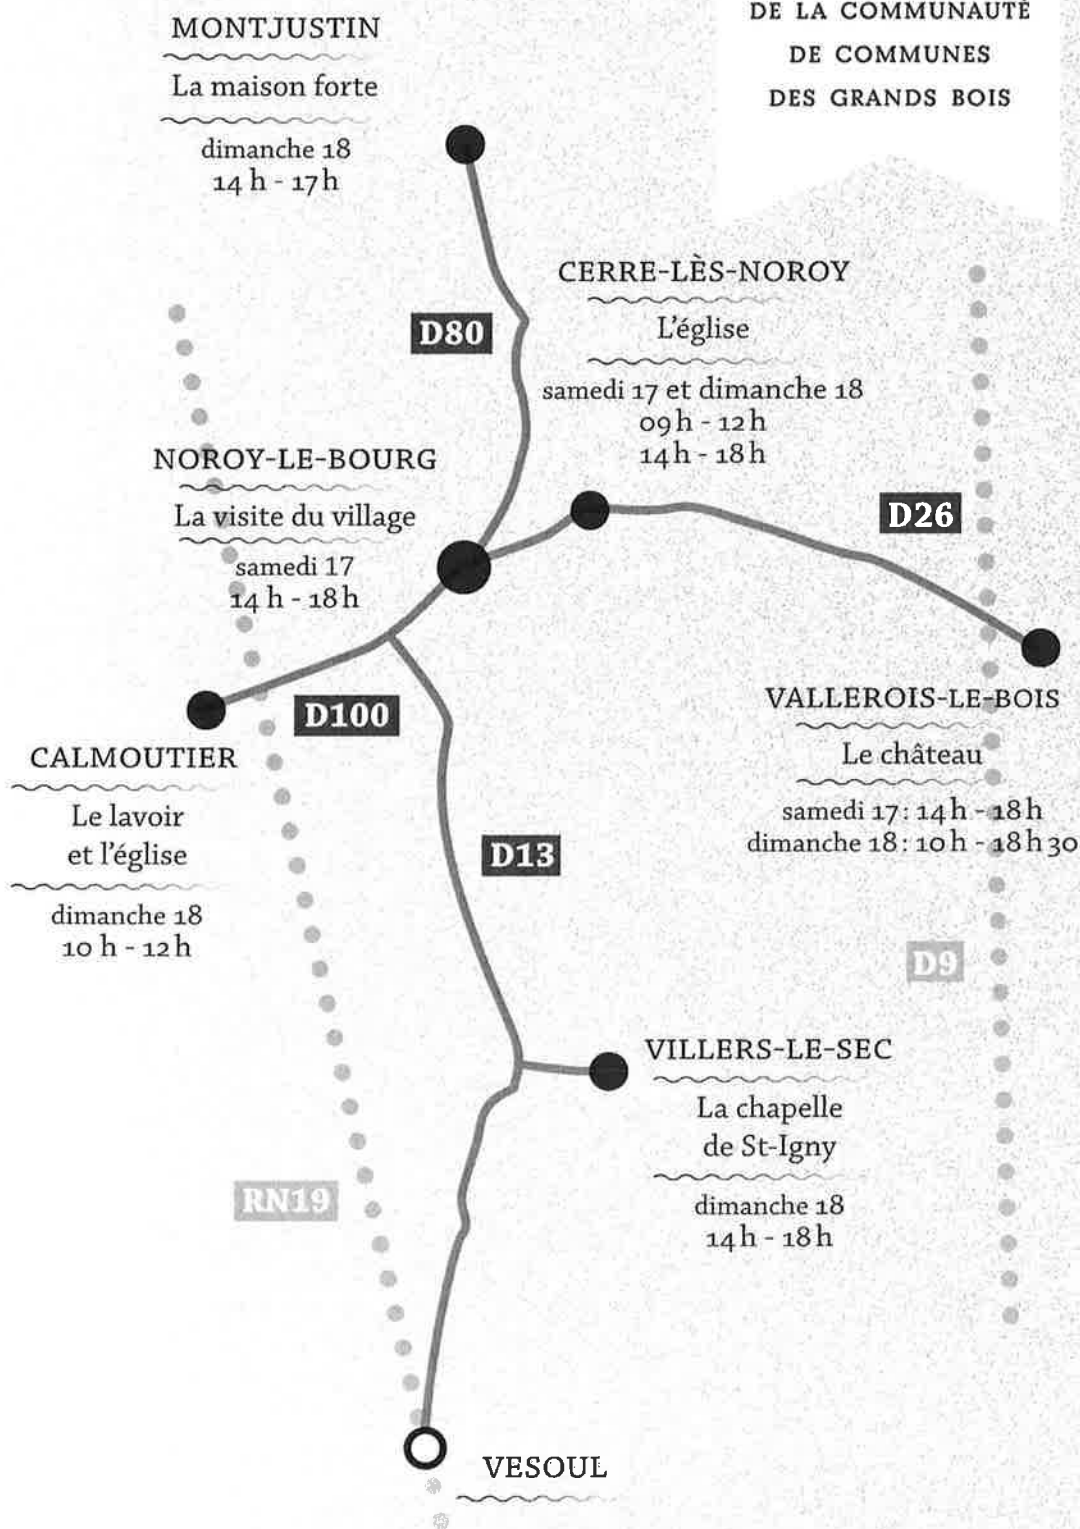 DE LA COMMUNAUTÉ
DE COMMUNES
DES GRANDS BOIS
MONTJUSTIN
La maison forte
dimanche 18
14 h - 17 h
CERRE-LÈS-NOROY
L'église
samedi 17 et dimanche 18
09 h - 12 h
14 h - 18 h
D80
NOROY-LE-BOURG
La visite du village
samedi 17
14 h - 18 h
D26
VALLEROIS-LE-BOIS
Le château
samedi 17 : 14 h - 18 h
dimanche 18 : 10 h - 18 h 30
D100
CALMOUTIER
Le lavoir
et l'église
dimanche 18
10 h - 12 h
D13
D9
VILLERS-LE-SEC
La chapelle
de St-Igny
dimanche 18
14 h - 18 h
RN19
VESOUL